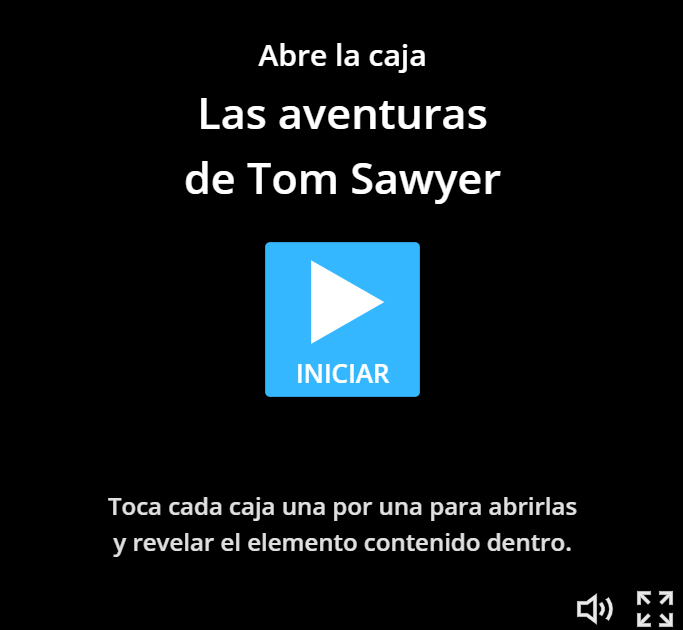 Abre la caja
Las aventuras
de Tom Sawyer
INICIAR
Toca cada caja una por una para abrirlas
y revelar el elemento contenido dentro.